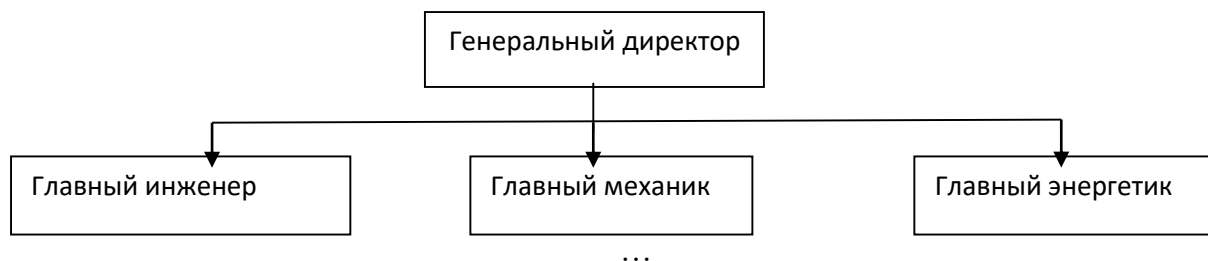 Генеральный директор
Главный инженер
Главный механик
Главный энергетик
...